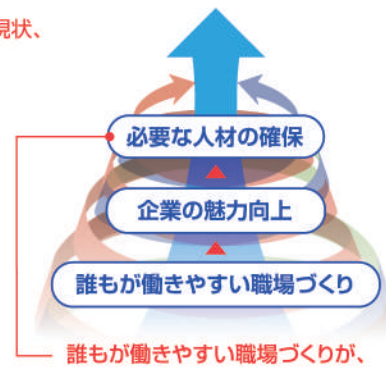 現状、
必要な人材の確保
企業の魅力向上
誰もが働きやすい職場づくり
誰もが働きやすい職場づくりが、